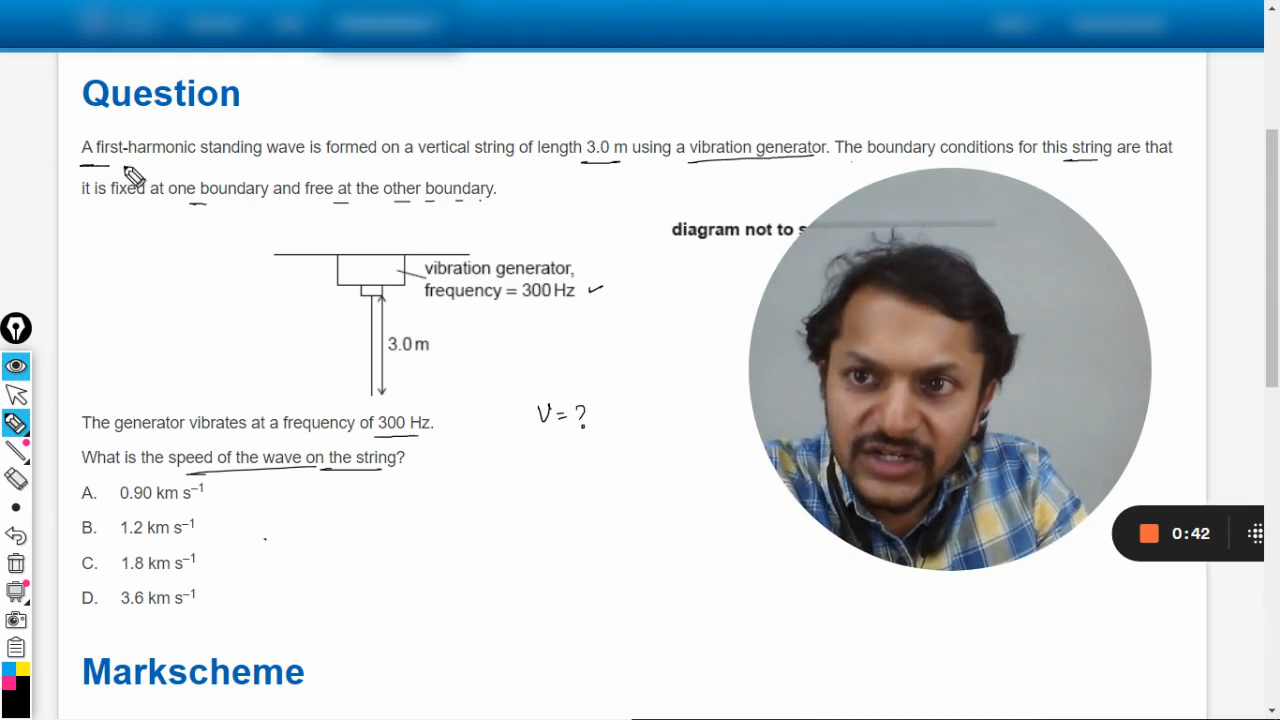 Question
A first-harmonic standing wave is formed on a vertical string of length 3.0 m using a vibration generator. The boundary conditions for this string are that
it is fixed at one boundary and free at the other boundary.
diagram not to
vibration generator,
frequency = 300 Hz
3.0 m
The generator vibrates at a frequency of 300 Hz.
V = ?
What is the speed of the wave on the string?
A. 0.90 km s⁻¹
B. 1.2 km s⁻¹
C. 1.8 km s⁻¹
D. 3.6 km s⁻¹
0:42
Markscheme